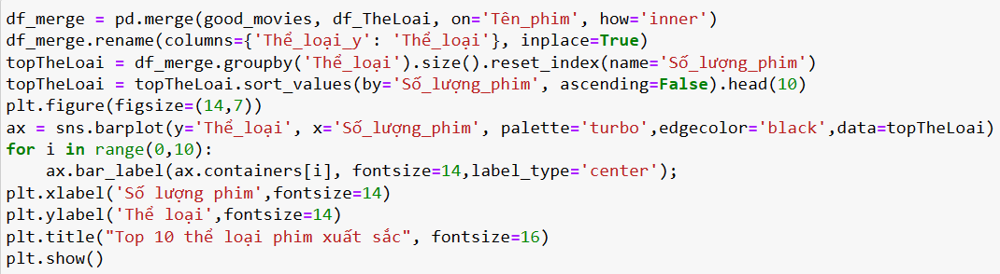 df_merge = pd.merge(good_movies, df_TheLoai, on='Tên_phim', how='inner')
df_merge.rename(columns={'Thể_loại_y': 'Thể_loại'}, inplace=True)
topTheLoai = df_merge.groupby('Thể_loại').size().reset_index(name='Số_lượng_phim')
topTheLoai = topTheLoai.sort_values(by='Số_lượng_phim', ascending=False).head(10)
plt.figure(figsize=(14,7))
ax = sns.barplot(y='Thể_loại', x='Số_lượng_phim', palette='turbo',edgecolor='black',data=topTheLoai)
for i in range(0,10):
    ax.bar_label(ax.containers[i], fontsize=14,label_type='center');
plt.xlabel('Số lượng phim',fontsize=14)
plt.ylabel('Thể loại',fontsize=14)
plt.title("Top 10 thể loại phim xuất sắc", fontsize=16)
plt.show()